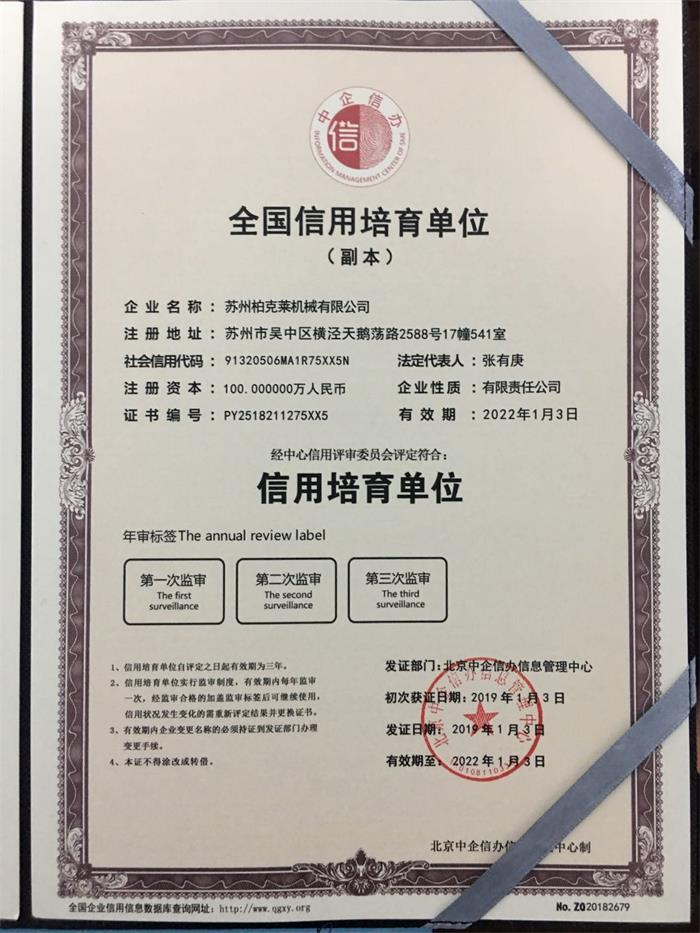 中企信办
信
INFORMATION MANAGEMENT CENTER OF SME
全国信用培育单位
（副本）
企业名称：苏州柏克莱机械有限公司
注册地址：苏州市吴中区横泾天鹅荡路2588号17幢541室
社会信用代码：91320506MA1R75XX5N 法定代表人：张有庚
注册资本：100.000000万人民币 企业性质：有限责任公司
证书编号：PY2518211275XX5 有效期：2022年1月3日
经中心信用评审委员会评定符合：
信用培育单位
年审标签The annual review label
第一次监审 第二次监审 第三次监审
The first The second The third
surveillance surveillance surveillance
1、信用培育单位自评定之日起有效期为三年。
2、信用培育单位实行监审制度，有效期内每年监审
一次，经监审合格的加盖监审标签后可继续使用，
信用状况发生变化的需重新评定结果并更换证书。
3、有效期内企业变更名称的必须持证到发证部门办理
变更手续。
4、本证不得涂改或转借。
发证部门：北京中企信办信息管理中心
初次获证日期：2019年1月3日
发证日期：2019年1月3日
有效期至：2022年1月3日
北京中企信办信息管理中心
北京中企信办信 中心制
全国企业信用信息数据库查询网址：http://www.qgxy.org
No. ZQ20182679